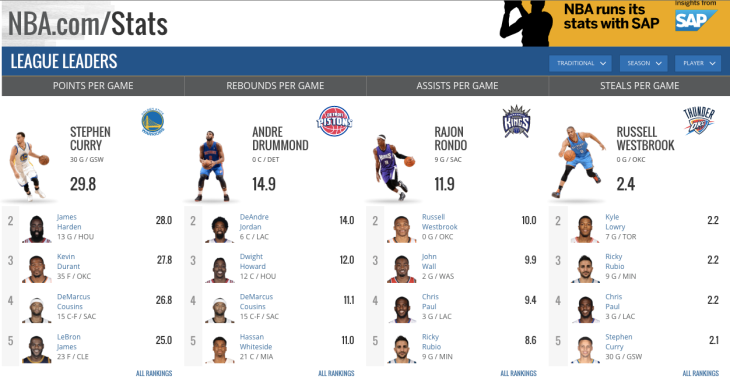 Insights from
NBA.com/Stats
NBA runs its
stats with SAP
SAP
LEAGUE LEADERS
TRADITIONAL
SEASON
PLAYER
POINTS PER GAME
REBOUNDS PER GAME
ASSISTS PER GAME
STEALS PER GAME
STEPHEN
CURRY
30 G / GSW
29.8
2
James
Harden
13 G / HOU
28.0
3
Kevin
Durant
35 F / OKC
27.8
4
DeMarcus
Cousins
15 C-F / SAC
26.8
5
LeBron
James
23 F / CLE
25.0
ALL RANKINGS
PISTONS
ANDRE
DRUMMOND
0 C / DET
14.9
2
DeAndre
Jordan
6 C / LAC
14.0
3
Dwight
Howard
12 C / HOU
12.0
4
DeMarcus
Cousins
15 C-F / SAC
11.1
5
Hassan
Whiteside
21 C / MIA
11.0
ALL RANKINGS
KINGS
RAJON
RONDO
9 G / SAC
11.9
2
Russell
Westbrook
0 G / OKC
10.0
3
John
Wall
2 G / WAS
9.9
4
Chris
Paul
3 G / LAC
9.4
5
Ricky
Rubio
9 G / MIN
8.6
ALL RANKINGS
THUNDER
RUSSELL
WESTBROOK
0 G / OKC
2.4
2
Kyle
Lowry
7 G / TOR
2.2
3
Ricky
Rubio
9 G / MIN
2.2
4
Chris
Paul
3 G / LAC
2.2
5
Stephen
Curry
30 G / GSW
2.1
ALL RANKINGS